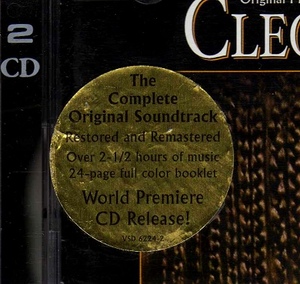 Original
CLEO
2
CD
The
Complete
Original Soundtrack
Restored and Remastered
Over 2-1/2 hours of music
24-page full color booklet
World Premiere
CD Release!
VSD 6224-2